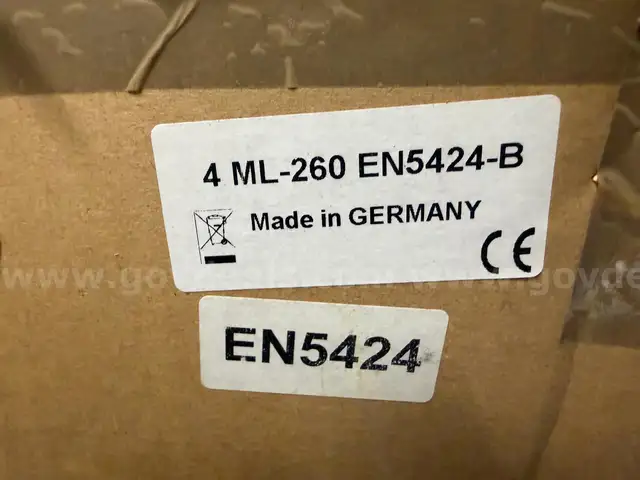 4 ML-260 EN5424-B
Made in GERMANY
CE
EN5424